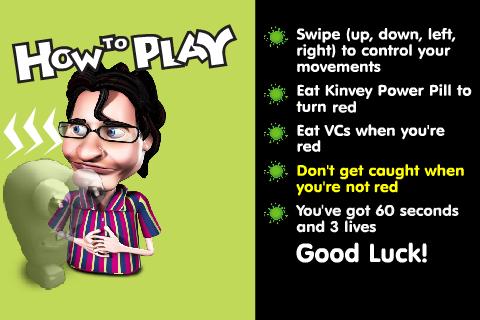 HOW TO PLAY
Swipe (up, down, left,
right) to control your
movements
Eat Kinvey Power Pill to
turn red
Eat VCs when you're
red
Don't get caught when
you're not red
You've got 60 seconds
and 3 lives
Good Luck!